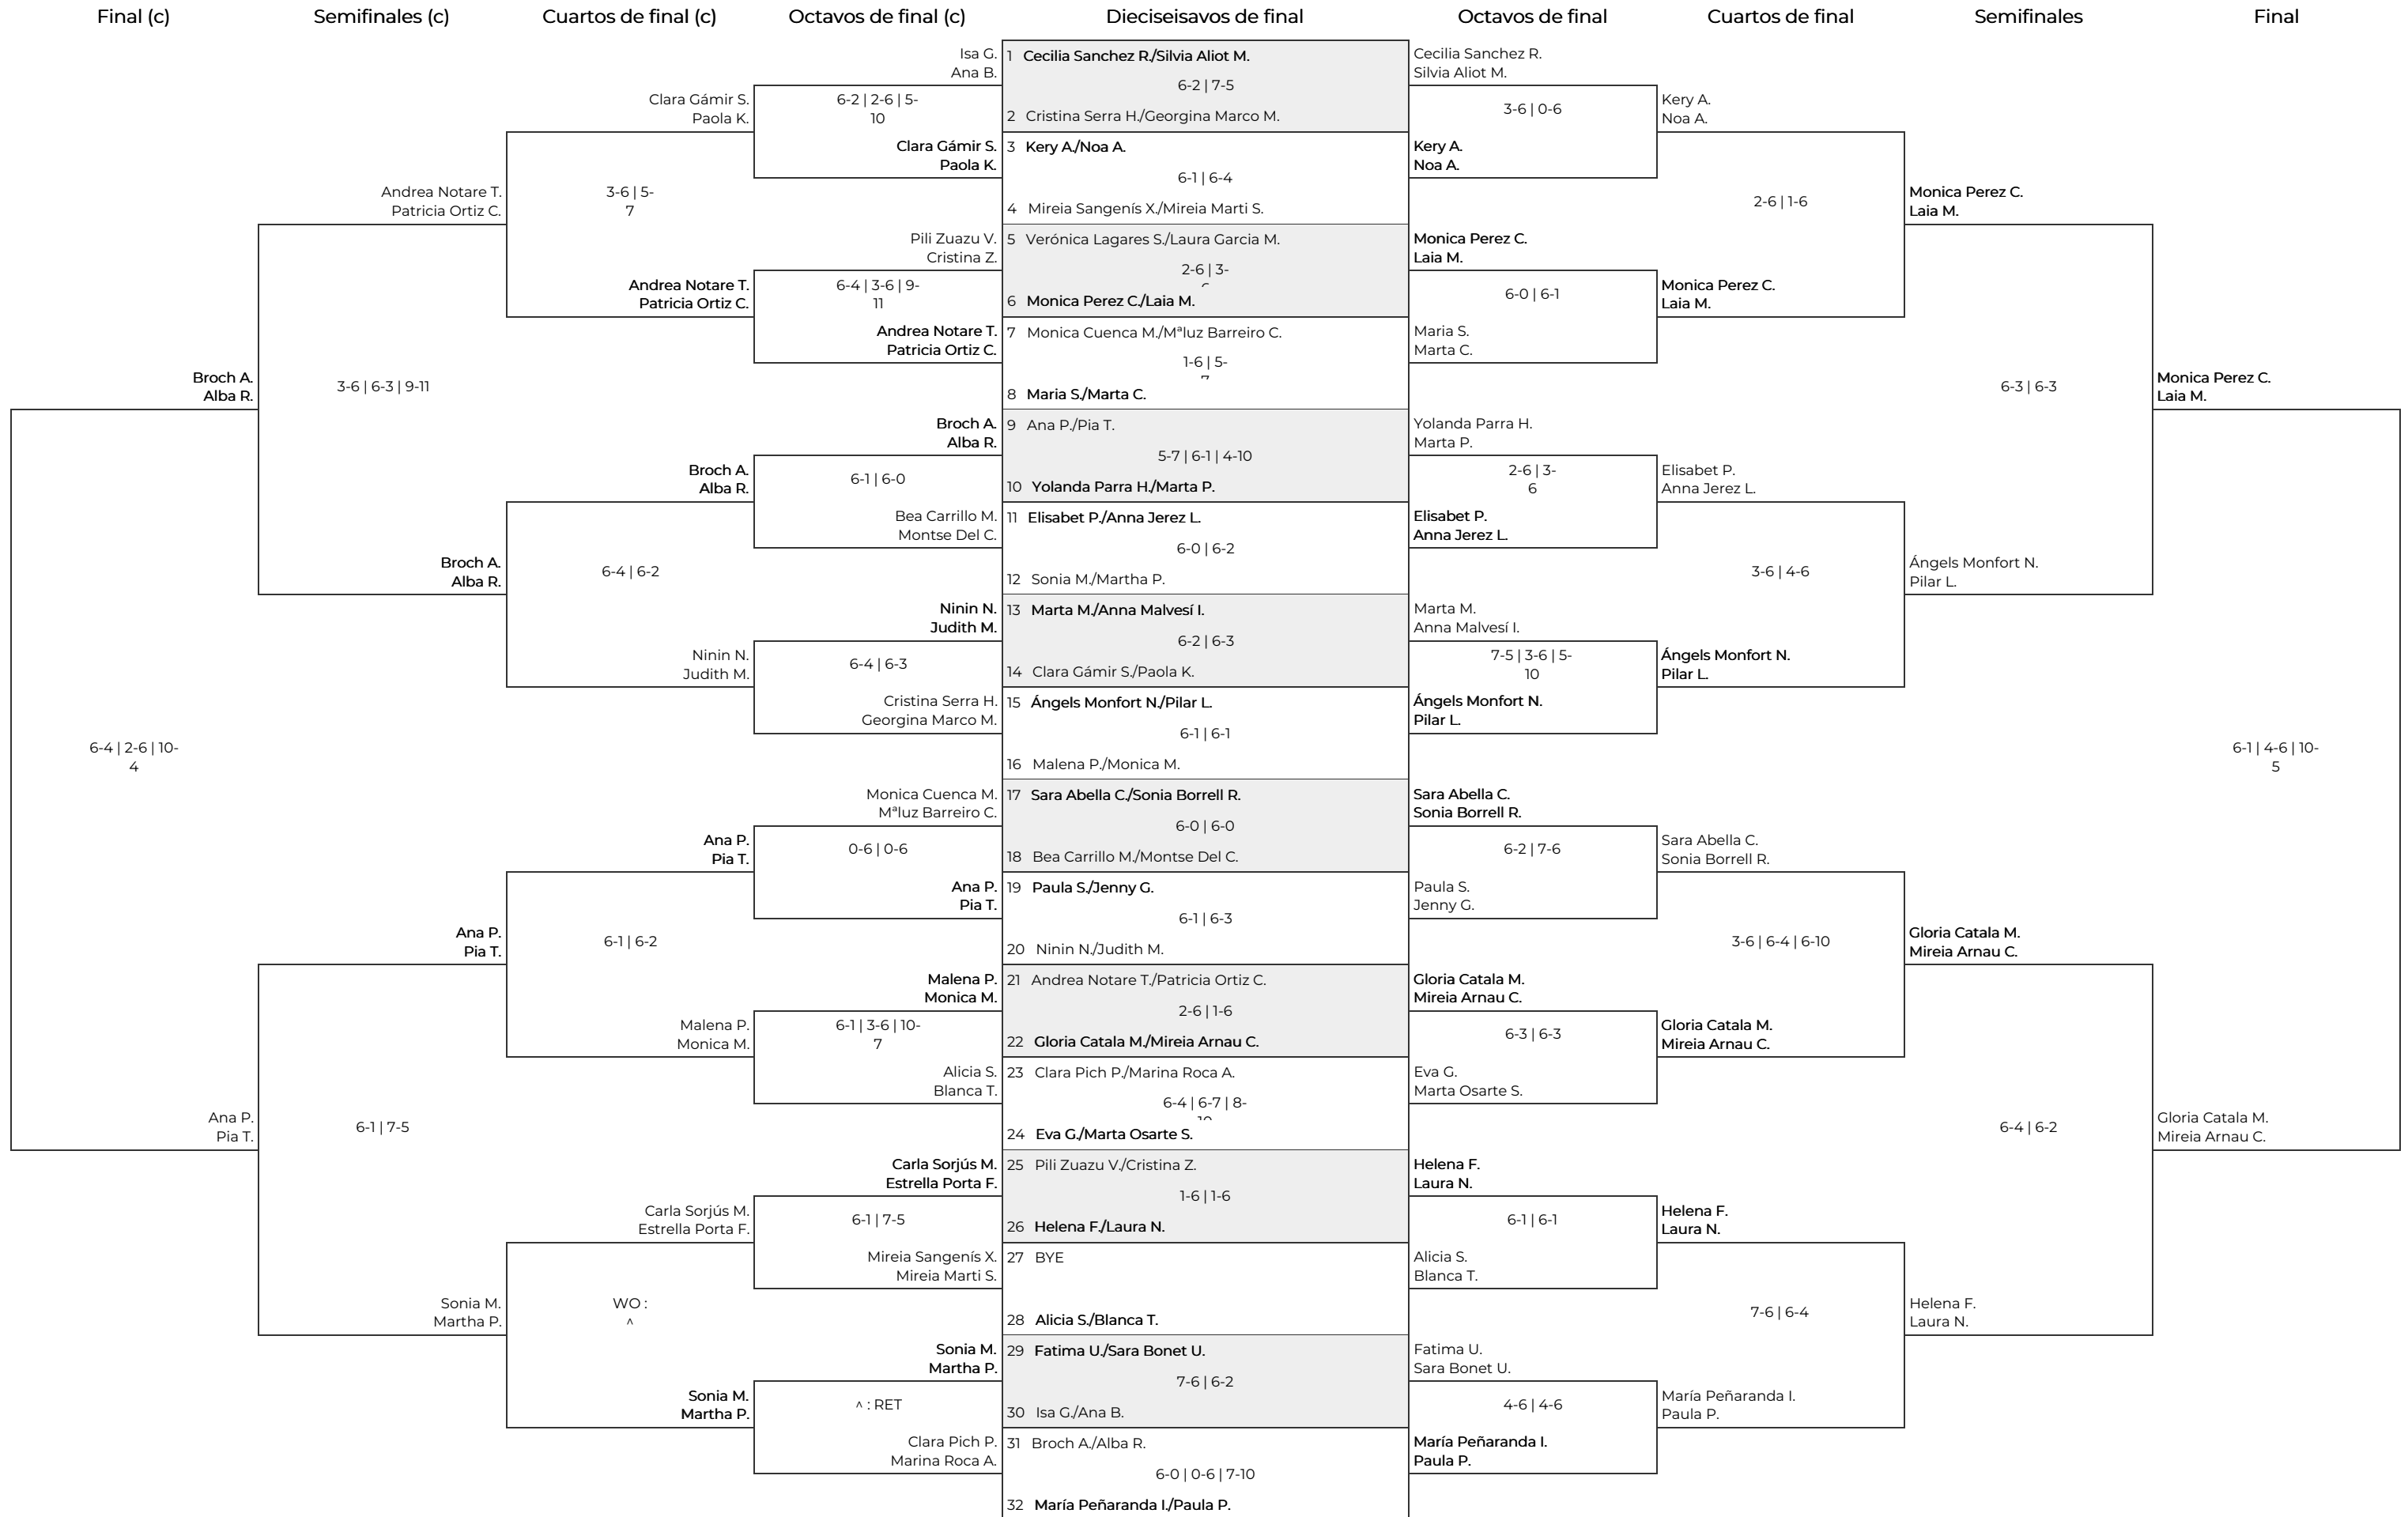 Final (c)
Semifinales (c)
Cuartos de final (c)
Octavos de final (c)
Dieciseisavos de final
Octavos de final
Cuartos de final
Semifinales
Final
Broch A.
Alba R.
6-4 | 2-6 | 10-
4
Ana P.
Pia T.
Andrea Notare T.
Patricia Ortiz C.
3-6 | 6-3 | 9-11
Broch A.
Alba R.
Ana P.
Pia T.
6-1 | 7-5
Sonia M.
Martha P.
Clara Gámir S.
Paola K.
3-6 | 5-
7
Andrea Notare T.
Patricia Ortiz C.
Broch A.
Alba R.
6-4 | 6-2
Ninin N.
Judith M.
Ana P.
Pia T.
6-1 | 6-2
Malena P.
Monica M.
Carla Sorjús M.
Estrella Porta F.
WO :
^
Sonia M.
Martha P.
Isa G.
Ana B.
6-2 | 2-6 | 5-
10
Clara Gámir S.
Paola K.
Pili Zuazu V.
Cristina Z.
6-4 | 3-6 | 9-
11
Andrea Notare T.
Patricia Ortiz C.
Broch A.
Alba R.
6-1 | 6-0
Bea Carrillo M.
Montse Del C.
Ninin N.
Judith M.
6-4 | 6-3
Cristina Serra H.
Georgina Marco M.
Monica Cuenca M.
Mªluz Barreiro C.
0-6 | 0-6
Ana P.
Pia T.
Malena P.
Monica M.
6-1 | 3-6 | 10-
7
Alicia S.
Blanca T.
Carla Sorjús M.
Estrella Porta F.
6-1 | 7-5
Mireia Sangenís X.
Mireia Marti S.
Sonia M.
Martha P.
^ : RET
Clara Pich P.
Marina Roca A.
1 Cecilia Sanchez R./Silvia Aliot M.
6-2 | 7-5
2 Cristina Serra H./Georgina Marco M.
3 Kery A./Noa A.
6-1 | 6-4
4 Mireia Sangenís X./Mireia Marti S.
5 Verónica Lagares S./Laura Garcia M.
2-6 | 3-
6 Monica Perez C./Laia M.
7 Monica Cuenca M./Mªluz Barreiro C.
1-6 | 5-
8 Maria S./Marta C.
9 Ana P./Pia T.
5-7 | 6-1 | 4-10
10 Yolanda Parra H./Marta P.
11 Elisabet P./Anna Jerez L.
6-0 | 6-2
12 Sonia M./Martha P.
13 Marta M./Anna Malvesí I.
6-2 | 6-3
14 Clara Gámir S./Paola K.
15 Ángels Monfort N./Pilar L.
6-1 | 6-1
16 Malena P./Monica M.
17 Sara Abella C./Sonia Borrell R.
6-0 | 6-0
18 Bea Carrillo M./Montse Del C.
19 Paula S./Jenny G.
6-1 | 6-3
20 Ninin N./Judith M.
21 Andrea Notare T./Patricia Ortiz C.
2-6 | 1-6
22 Gloria Catala M./Mireia Arnau C.
23 Clara Pich P./Marina Roca A.
6-4 | 6-7 | 8-
24 Eva G./Marta Osarte S.
25 Pili Zuazu V./Cristina Z.
1-6 | 1-6
26 Helena F./Laura N.
27 BYE
28 Alicia S./Blanca T.
29 Fatima U./Sara Bonet U.
7-6 | 6-2
30 Isa G./Ana B.
31 Broch A./Alba R.
6-0 | 0-6 | 7-10
32 María Peñaranda I./Paula P.
Cecilia Sanchez R.
Silvia Aliot M.
3-6 | 0-6
Kery A.
Noa A.
Monica Perez C.
Laia M.
6-0 | 6-1
Maria S.
Marta C.
Yolanda Parra H.
Marta P.
2-6 | 3-
6
Elisabet P.
Anna Jerez L.
Marta M.
Anna Malvesí I.
7-5 | 3-6 | 5-
10
Ángels Monfort N.
Pilar L.
Sara Abella C.
Sonia Borrell R.
6-2 | 7-6
Paula S.
Jenny G.
Gloria Catala M.
Mireia Arnau C.
6-3 | 6-3
Eva G.
Marta Osarte S.
Helena F.
Laura N.
6-1 | 6-1
Alicia S.
Blanca T.
Fatima U.
Sara Bonet U.
4-6 | 4-6
María Peñaranda I.
Paula P.
Kery A.
Noa A.
2-6 | 1-6
Monica Perez C.
Laia M.
Elisabet P.
Anna Jerez L.
3-6 | 4-6
Ángels Monfort N.
Pilar L.
Sara Abella C.
Sonia Borrell R.
3-6 | 6-4 | 6-10
Gloria Catala M.
Mireia Arnau C.
Helena F.
Laura N.
7-6 | 6-4
María Peñaranda I.
Paula P.
Monica Perez C.
Laia M.
6-3 | 6-3
Ángels Monfort N.
Pilar L.
Gloria Catala M.
Mireia Arnau C.
6-4 | 6-2
Helena F.
Laura N.
Monica Perez C.
Laia M.
6-1 | 4-6 | 10-
5
Gloria Catala M.
Mireia Arnau C.